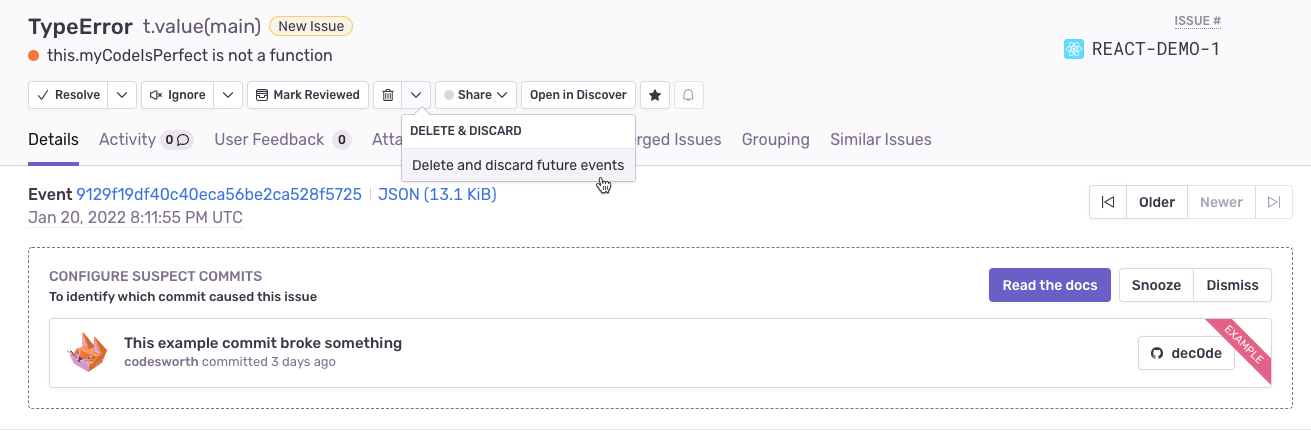 TypeError t.value(main) New Issue
ISSUE #
this.myCodeIsPerfect is not a function
REACT-DEMO-1
Resolve Ignore Mark Reviewed Share Open in Discover
DELETE & DISCARD
Details Activity 0 User Feedback 0 Atta erged Issues Grouping Similar Issues
Delete and discard future events
Event 9129f19df40c40eca56be2ca528f5725 JSON (13.1 KiB)
Older Newer
Jan 20, 2022 8:11:55 PM UTC
CONFIGURE SUSPECT COMMITS
To identify which commit caused this issue
Read the docs Snooze Dismiss
This example commit broke something
codesworth committed 3 days ago
dec0de
EXAMPLE